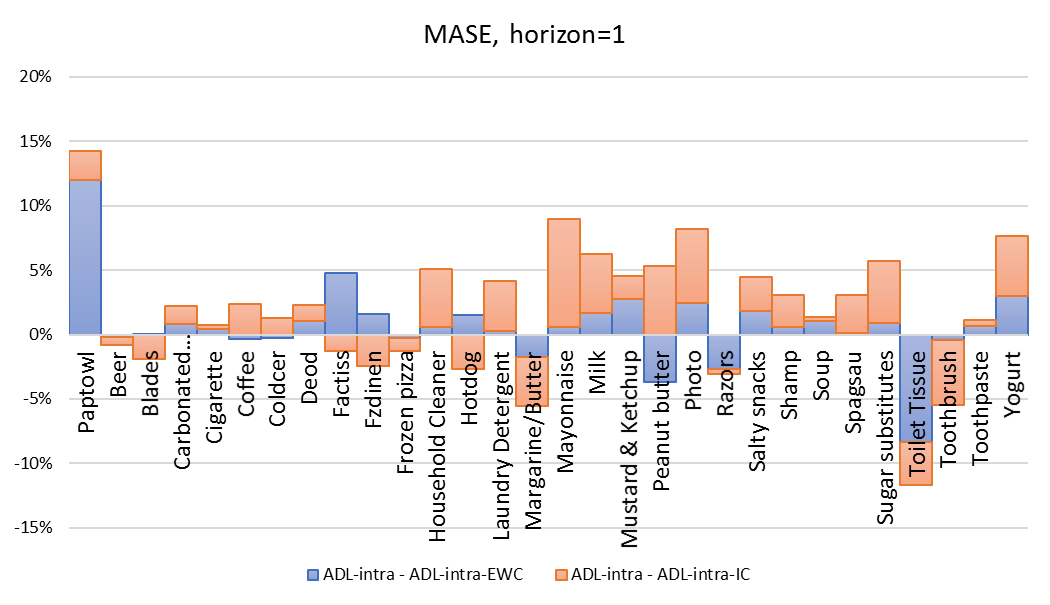 MASE, horizon=1
20%
15%
10%
5%
0%
-5%
-10%
-15%
Paptowl
Beer
Blades
Carbonated...
Cigarette
Coffee
Coldcer
Deod
Factiss
Fzdinen
Frozen pizza
Household Cleaner
Hotdog
Laundry Detergent
Margarine/Butter
Mayonnaise
Milk
Mustard & Ketchup
Peanut butter
Photo
Razors
Salty snacks
Shamp
Soup
Spagsau
Sugar substitutes
Toilet Tissue
Toothbrush
Toothpaste
Yogurt
ADL-intra - ADL-intra-EWC
ADL-intra - ADL-intra-IC